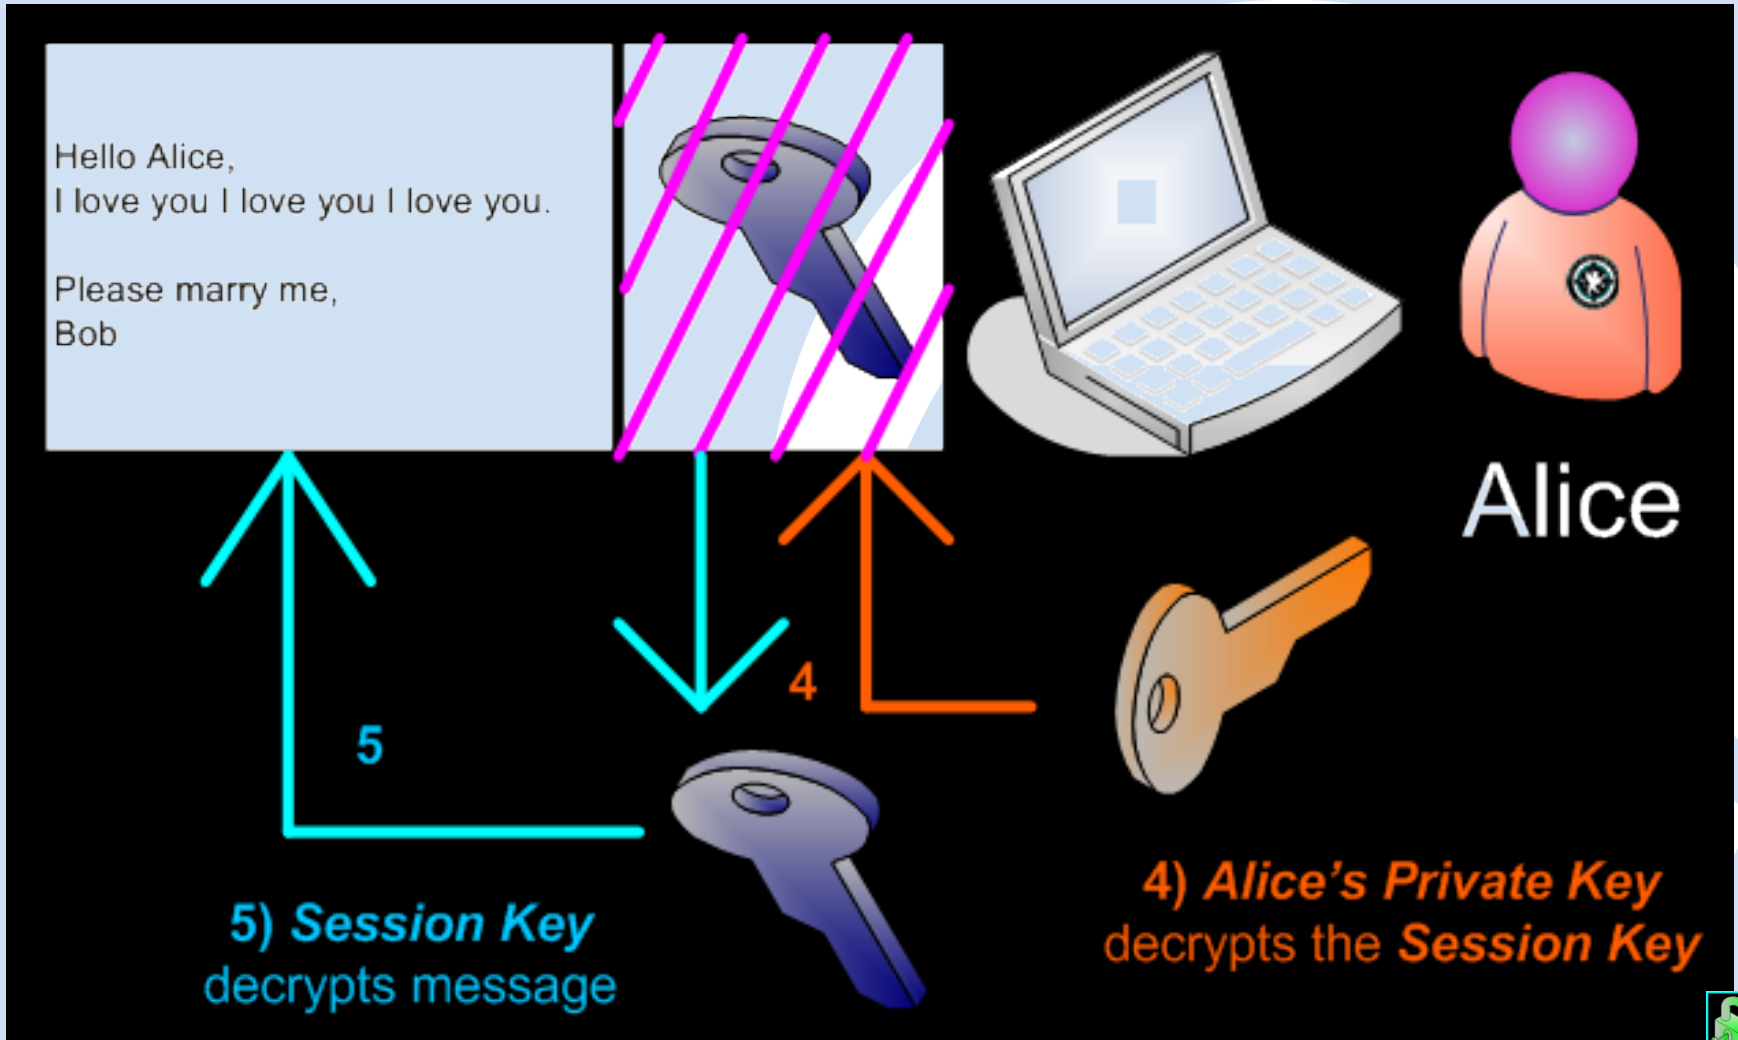 Hello Alice,
I love you I love you I love you.
Please marry me,
Bob
Alice
4
5
5) Session Key
decrypts message
4) Alice’s Private Key
decrypts the Session Key